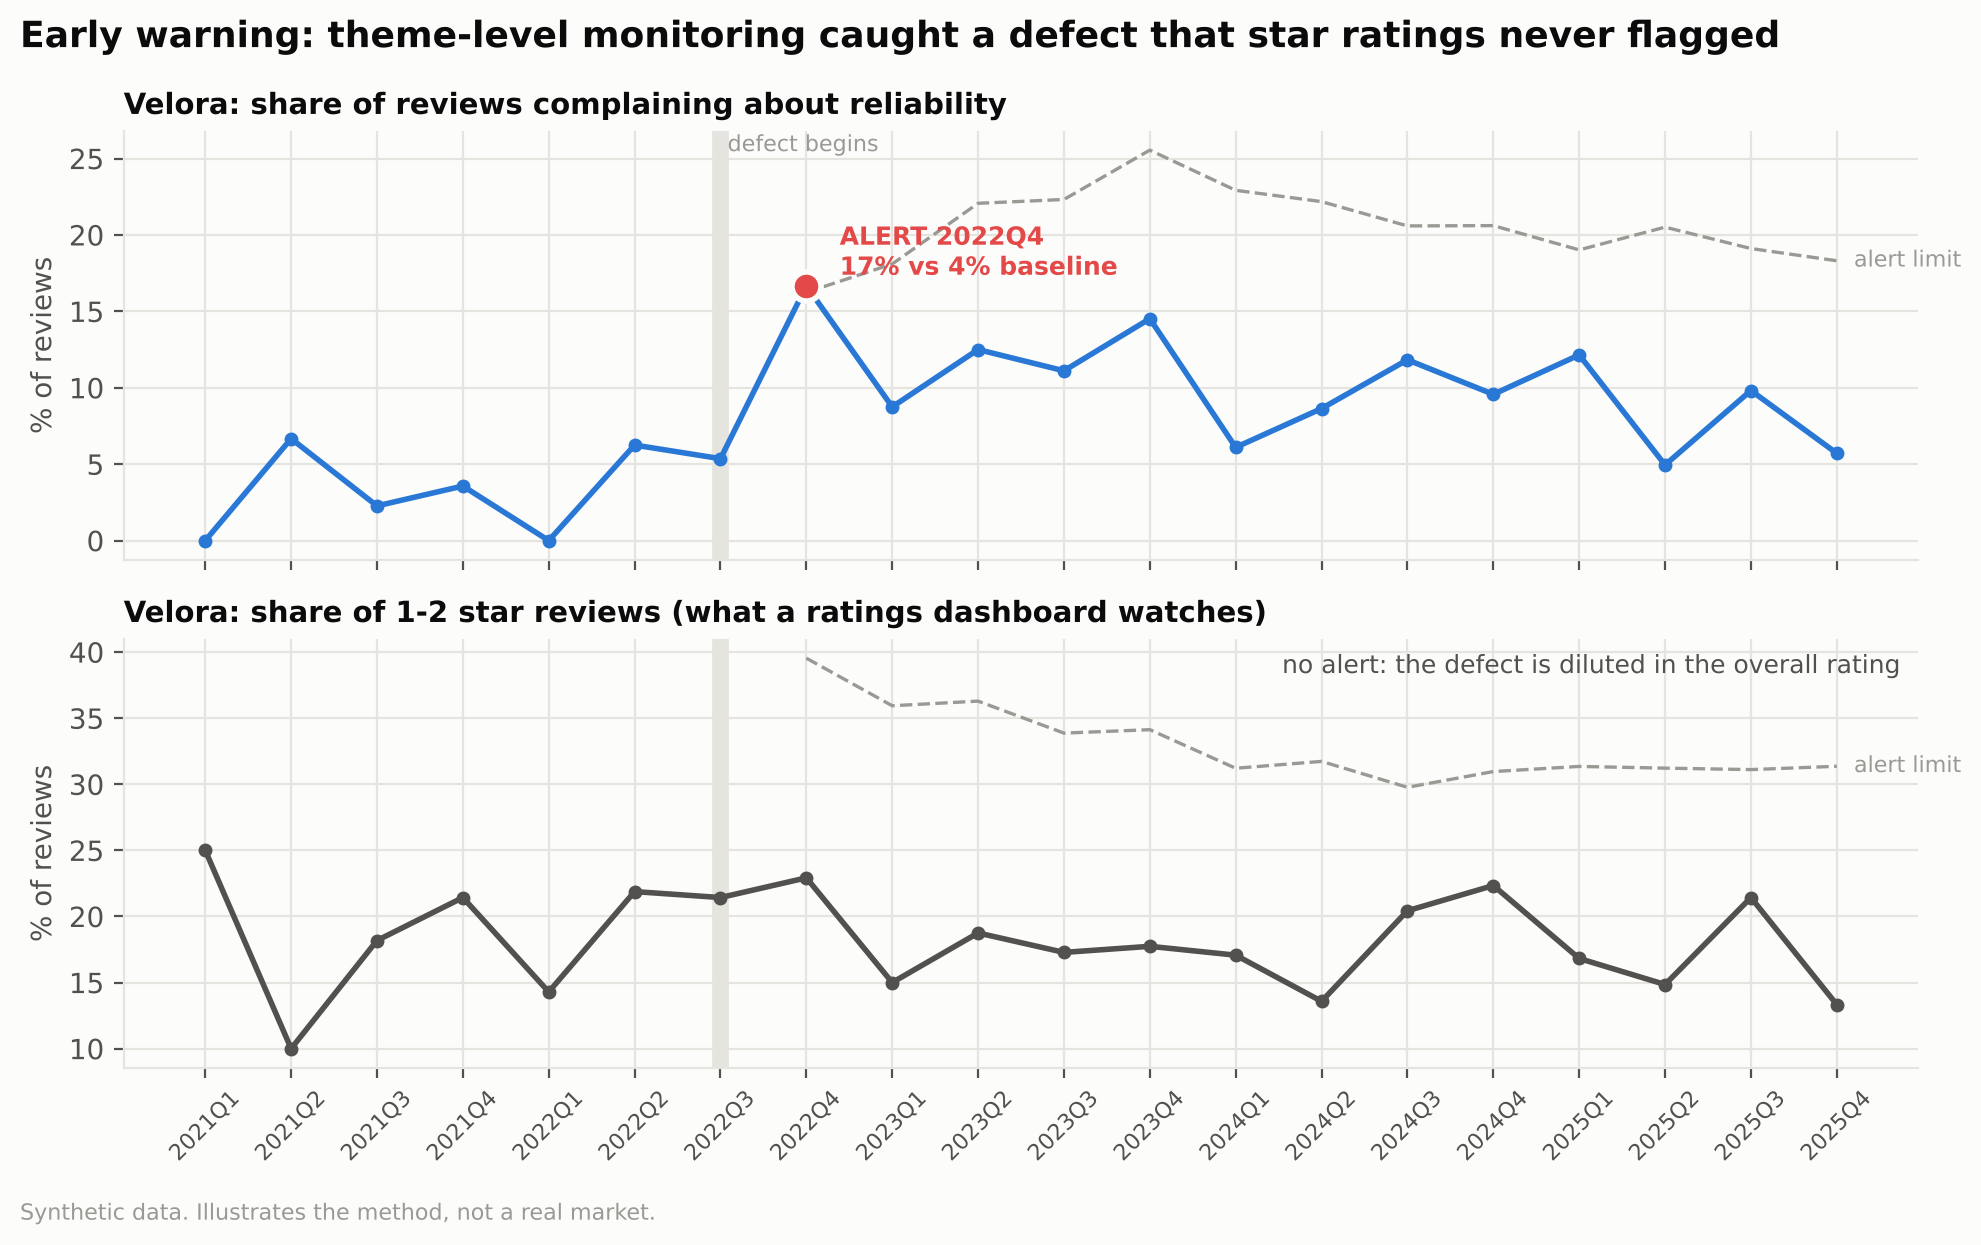 Early warning: theme-level monitoring caught a defect that star ratings never flagged
Velora: share of reviews complaining about reliability
% of reviews
25
20
15
10
5
0
defect begins
ALERT 2022Q4
17% vs 4% baseline
alert limit
Velora: share of 1-2 star reviews (what a ratings dashboard watches)
% of reviews
40
35
30
25
20
15
10
no alert: the defect is diluted in the overall rating
alert limit
2021Q1 2021Q2 2021Q3 2021Q4 2022Q1 2022Q2 2022Q3 2022Q4 2023Q1 2023Q2 2023Q3 2023Q4 2024Q1 2024Q2 2024Q3 2024Q4 2025Q1 2025Q2 2025Q3 2025Q4
Synthetic data. Illustrates the method, not a real market.